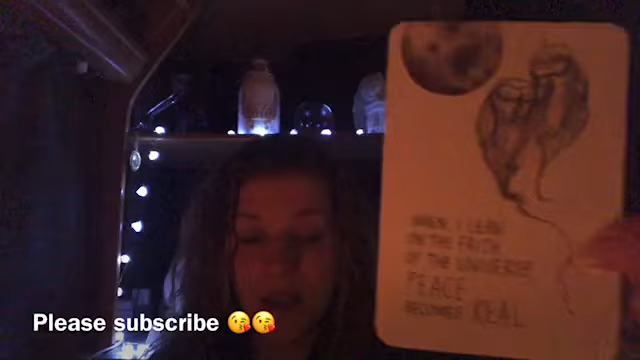 WHEN I LEAN
ON THE FAITH
OF THE UNIVERSE
PEACE
BECOMES REAL
Please subscribe 😘😘